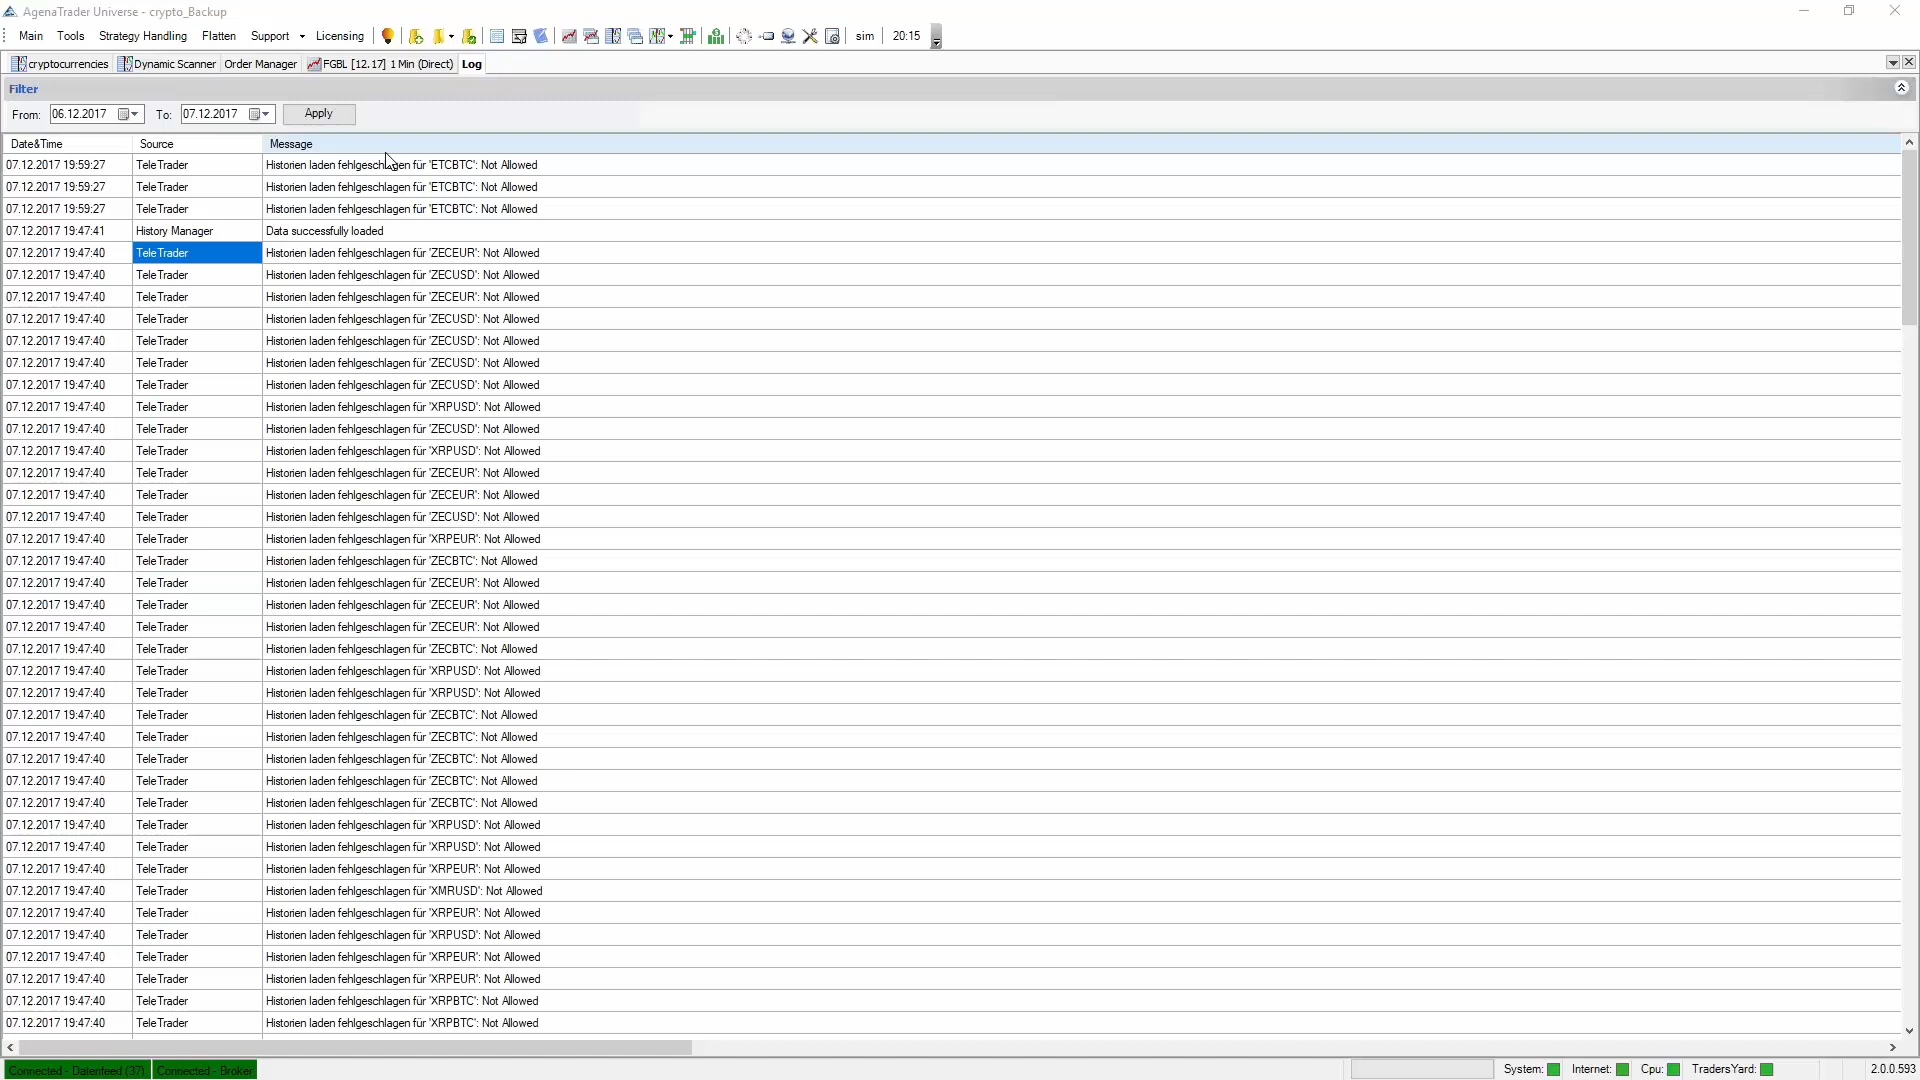 AgenaTrader Universe - crypto_Backup
Main Tools Strategy Handling Flatten Support Licensing sim 20:15
cryptocurrencies Dynamic Scanner Order Manager FGBL [12.17] 1 Min (Direct) Log
Filter
From: 06.12.2017 To: 07.12.2017 Apply
Date&Time Source Message
07.12.2017 19:59:27 TeleTrader Historien laden fehlgeschlagen für 'ETCBTC': Not Allowed
07.12.2017 19:59:27 TeleTrader Historien laden fehlgeschlagen für 'ETCBTC': Not Allowed
07.12.2017 19:59:27 TeleTrader Historien laden fehlgeschlagen für 'ETCBTC': Not Allowed
07.12.2017 19:47:41 History Manager Data successfully loaded
07.12.2017 19:47:40 TeleTrader Historien laden fehlgeschlagen für 'ZECEUR': Not Allowed
07.12.2017 19:47:40 TeleTrader Historien laden fehlgeschlagen für 'ZECUSD': Not Allowed
07.12.2017 19:47:40 TeleTrader Historien laden fehlgeschlagen für 'ZECEUR': Not Allowed
07.12.2017 19:47:40 TeleTrader Historien laden fehlgeschlagen für 'ZECUSD': Not Allowed
07.12.2017 19:47:40 TeleTrader Historien laden fehlgeschlagen für 'ZECUSD': Not Allowed
07.12.2017 19:47:40 TeleTrader Historien laden fehlgeschlagen für 'ZECUSD': Not Allowed
07.12.2017 19:47:40 TeleTrader Historien laden fehlgeschlagen für 'ZECUSD': Not Allowed
07.12.2017 19:47:40 TeleTrader Historien laden fehlgeschlagen für 'XRPUSD': Not Allowed
07.12.2017 19:47:40 TeleTrader Historien laden fehlgeschlagen für 'ZECUSD': Not Allowed
07.12.2017 19:47:40 TeleTrader Historien laden fehlgeschlagen für 'XRPUSD': Not Allowed
07.12.2017 19:47:40 TeleTrader Historien laden fehlgeschlagen für 'ZECEUR': Not Allowed
07.12.2017 19:47:40 TeleTrader Historien laden fehlgeschlagen für 'ZECEUR': Not Allowed
07.12.2017 19:47:40 TeleTrader Historien laden fehlgeschlagen für 'ZECUSD': Not Allowed
07.12.2017 19:47:40 TeleTrader Historien laden fehlgeschlagen für 'XRPEUR': Not Allowed
07.12.2017 19:47:40 TeleTrader Historien laden fehlgeschlagen für 'ZECBTC': Not Allowed
07.12.2017 19:47:40 TeleTrader Historien laden fehlgeschlagen für 'ZECEUR': Not Allowed
07.12.2017 19:47:40 TeleTrader Historien laden fehlgeschlagen für 'ZECEUR': Not Allowed
07.12.2017 19:47:40 TeleTrader Historien laden fehlgeschlagen für 'ZECEUR': Not Allowed
07.12.2017 19:47:40 TeleTrader Historien laden fehlgeschlagen für 'ZECBTC': Not Allowed
07.12.2017 19:47:40 TeleTrader Historien laden fehlgeschlagen für 'XRPUSD': Not Allowed
07.12.2017 19:47:40 TeleTrader Historien laden fehlgeschlagen für 'XRPUSD': Not Allowed
07.12.2017 19:47:40 TeleTrader Historien laden fehlgeschlagen für 'ZECBTC': Not Allowed
07.12.2017 19:47:40 TeleTrader Historien laden fehlgeschlagen für 'ZECBTC': Not Allowed
07.12.2017 19:47:40 TeleTrader Historien laden fehlgeschlagen für 'ZECBTC': Not Allowed
07.12.2017 19:47:40 TeleTrader Historien laden fehlgeschlagen für 'ZECBTC': Not Allowed
07.12.2017 19:47:40 TeleTrader Historien laden fehlgeschlagen für 'ZECBTC': Not Allowed
07.12.2017 19:47:40 TeleTrader Historien laden fehlgeschlagen für 'XRPUSD': Not Allowed
07.12.2017 19:47:40 TeleTrader Historien laden fehlgeschlagen für 'XRPUSD': Not Allowed
07.12.2017 19:47:40 TeleTrader Historien laden fehlgeschlagen für 'XRPEUR': Not Allowed
07.12.2017 19:47:40 TeleTrader Historien laden fehlgeschlagen für 'XMRUSD': Not Allowed
07.12.2017 19:47:40 TeleTrader Historien laden fehlgeschlagen für 'XRPEUR': Not Allowed
07.12.2017 19:47:40 TeleTrader Historien laden fehlgeschlagen für 'XRPUSD': Not Allowed
07.12.2017 19:47:40 TeleTrader Historien laden fehlgeschlagen für 'XRPEUR': Not Allowed
07.12.2017 19:47:40 TeleTrader Historien laden fehlgeschlagen für 'XRPEUR': Not Allowed
07.12.2017 19:47:40 TeleTrader Historien laden fehlgeschlagen für 'XRPBTC': Not Allowed
07.12.2017 19:47:40 TeleTrader Historien laden fehlgeschlagen für 'XRPBTC': Not Allowed
Connected - Datenfeed (37) Connected - Broker System: Internet: Cpu: TradersYard: 2.0.0.593